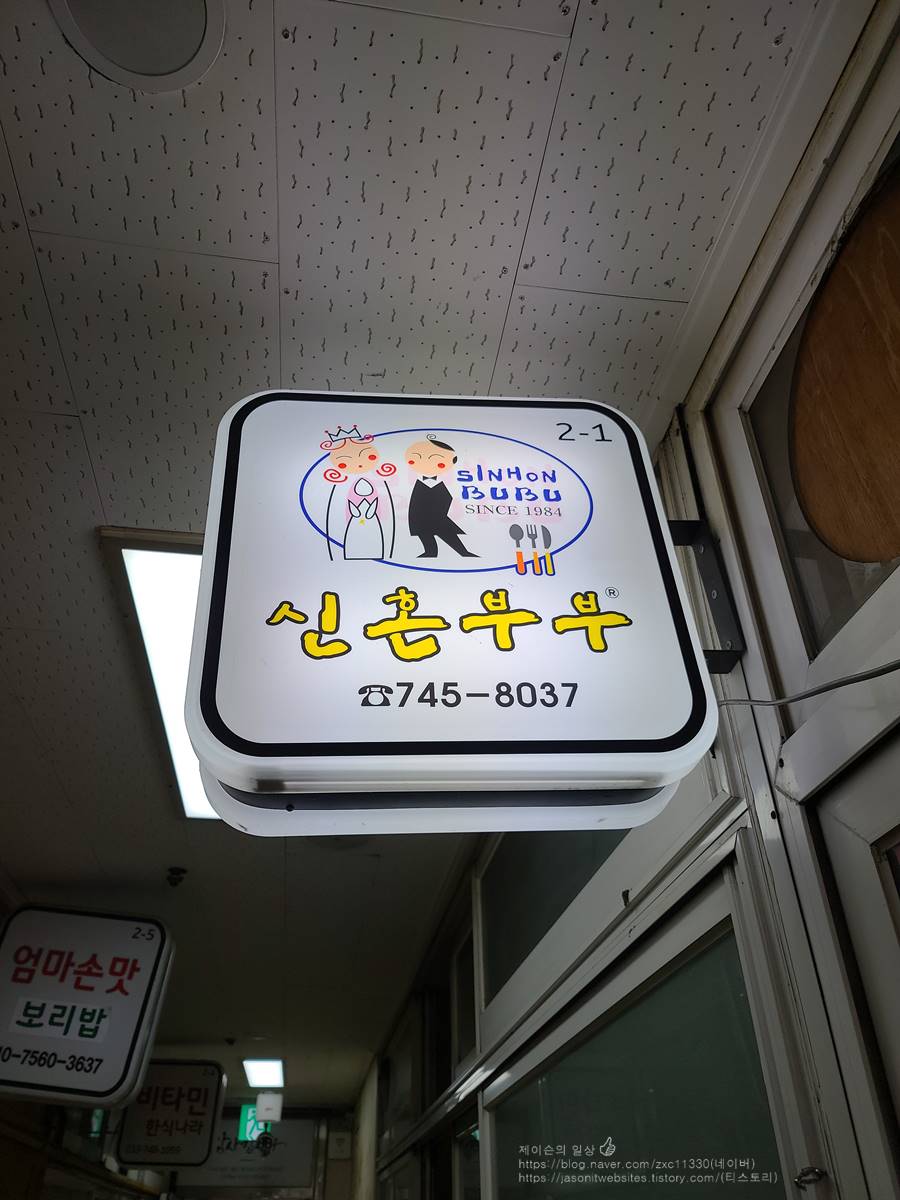 2-1
SINHON
BUBU
SINCE 1984
신혼부부®
☎745-8037
2-5
엄마손맛
보리밥
0-7560-3637
비타민
한식나라
제이슨의 일상
https://blog.naver.com/zxc11330(네이버)
https://jasonitwebsites.tistory.com/(티스토리)